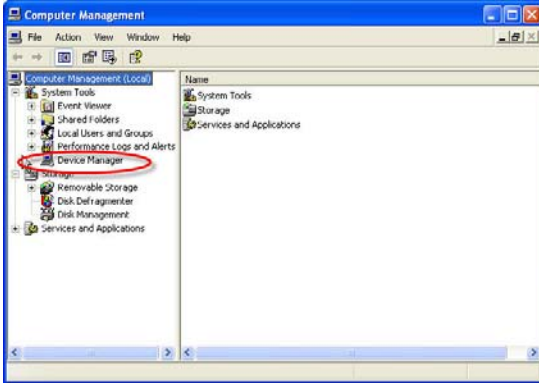 Computer Management
File Action View Window Help
Computer Management (Local)
System Tools
Event Viewer
Shared Folders
Local Users and Groups
Performance Logs and Alerts
Device Manager
Storage
Removable Storage
Disk Defragmenter
Disk Management
Services and Applications
Name
System Tools
Storage
Services and Applications